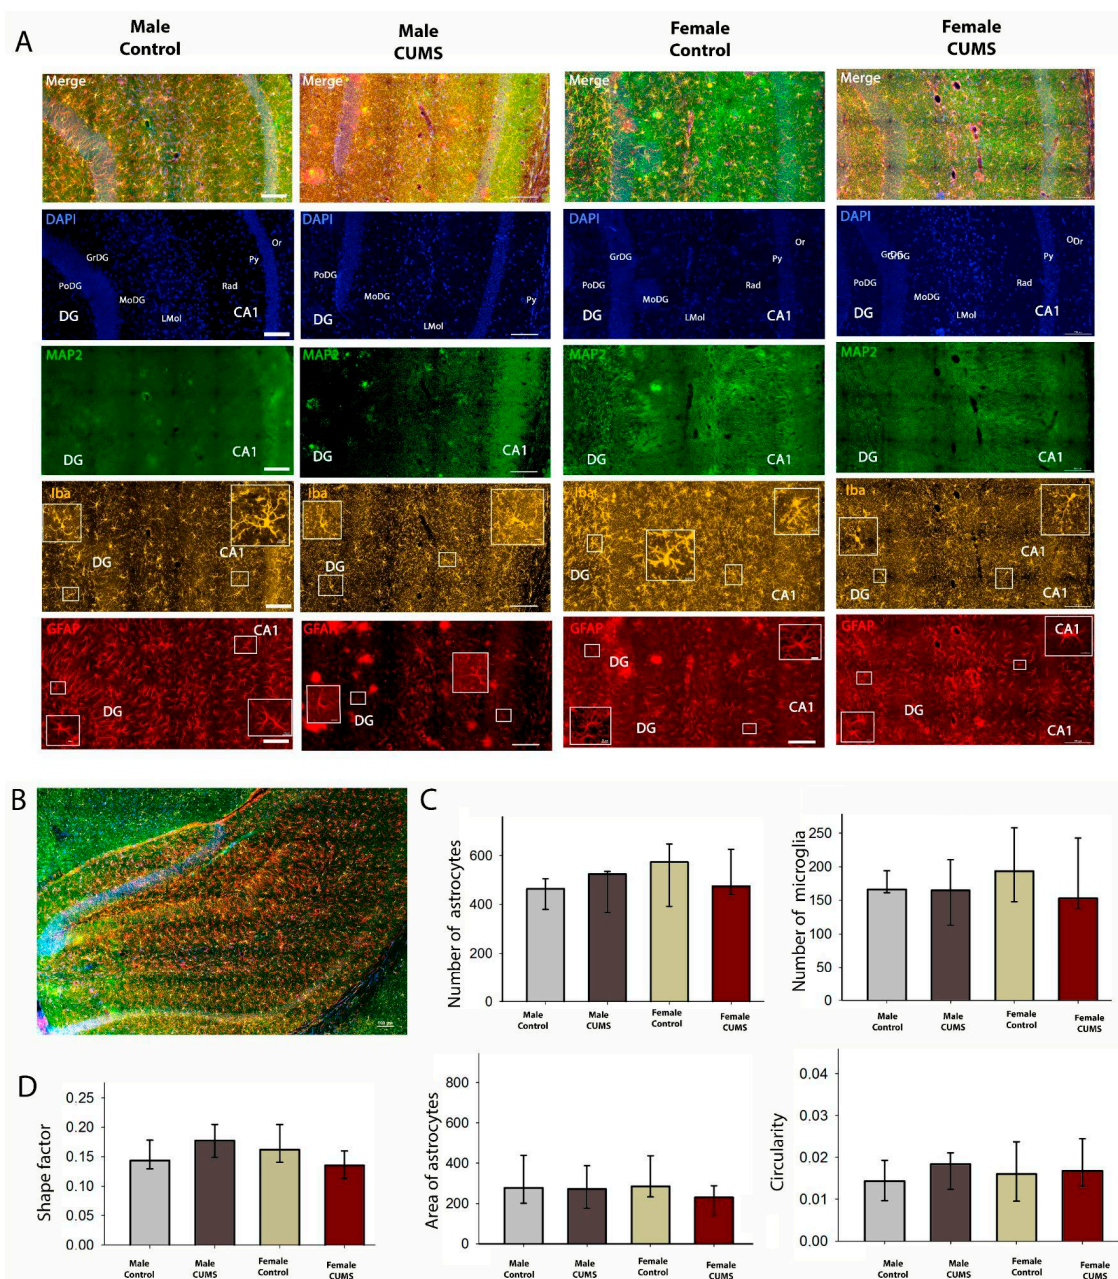 A
Male
Control
Male
CUMS
Female
Control
Female
CUMS
Merge
Merge
Merge
Merge
DAPI
Or
GrDG
Py
PoDG
Rad
MoDG
DG
LMol
CA1
DAPI
PoDG
MoDG
Py
DG
LMol
DAPI
Or
GrDG
Py
PoDG
Rad
MoDG
DG
LMol
CA1
DAPI
Py
PoDG
Rad
MoDG
DG
LMol
CA1
MAP2
DG
CA1
MAP2
DG
MAP2
DG
CA1
MAP2
DG
CA1
Iba
DG
CA1
Iba
DG
Iba
DG
CA1
Iba
DG
CA1
GFAP
CA1
DG
GFAP
DG
GFAP
DG
DG
CA1
GFAP
CA1
DG
CA1
B
C
Number of astrocytes
600
400
200
0
Male
Control
Male
CUMS
Female
Control
Female
CUMS
Number of microglia
250
200
150
100
50
0
Male
Control
Male
CUMS
Female
Control
Female
CUMS
D
Shape factor
0.25
0.20
0.15
0.10
0.05
0.00
Male
Control
Male
CUMS
Female
Control
Female
CUMS
Area of astrocytes
800
600
400
200
0
Male
Control
Male
CUMS
Female
Control
Female
CUMS
Circularity
0.04
0.03
0.02
0.01
0.00
Male
Control
Male
CUMS
Female
Control
Female
CUMS